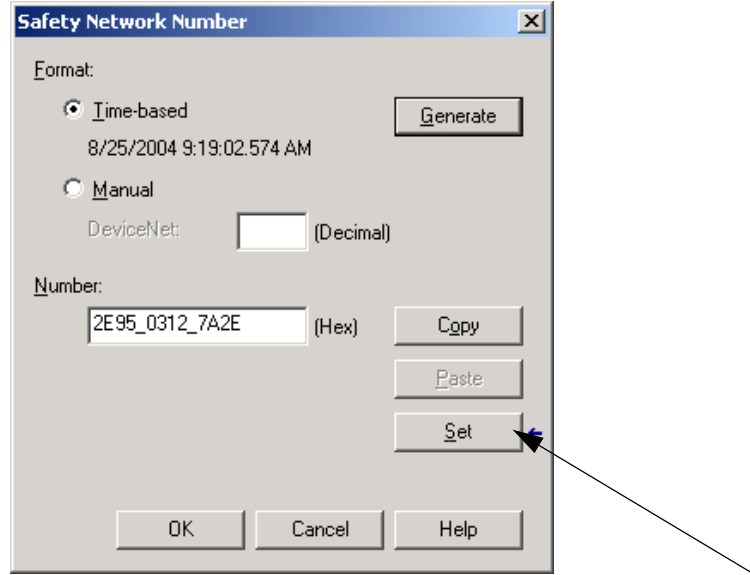 Safety Network Number
Format:
Time-based
Generate
8/25/2004 9:19:02.574 AM
Manual
DeviceNet:
(Decimal)
Number:
2E95_0312_7A2E
(Hex)
Copy
Paste
Set
OK
Cancel
Help